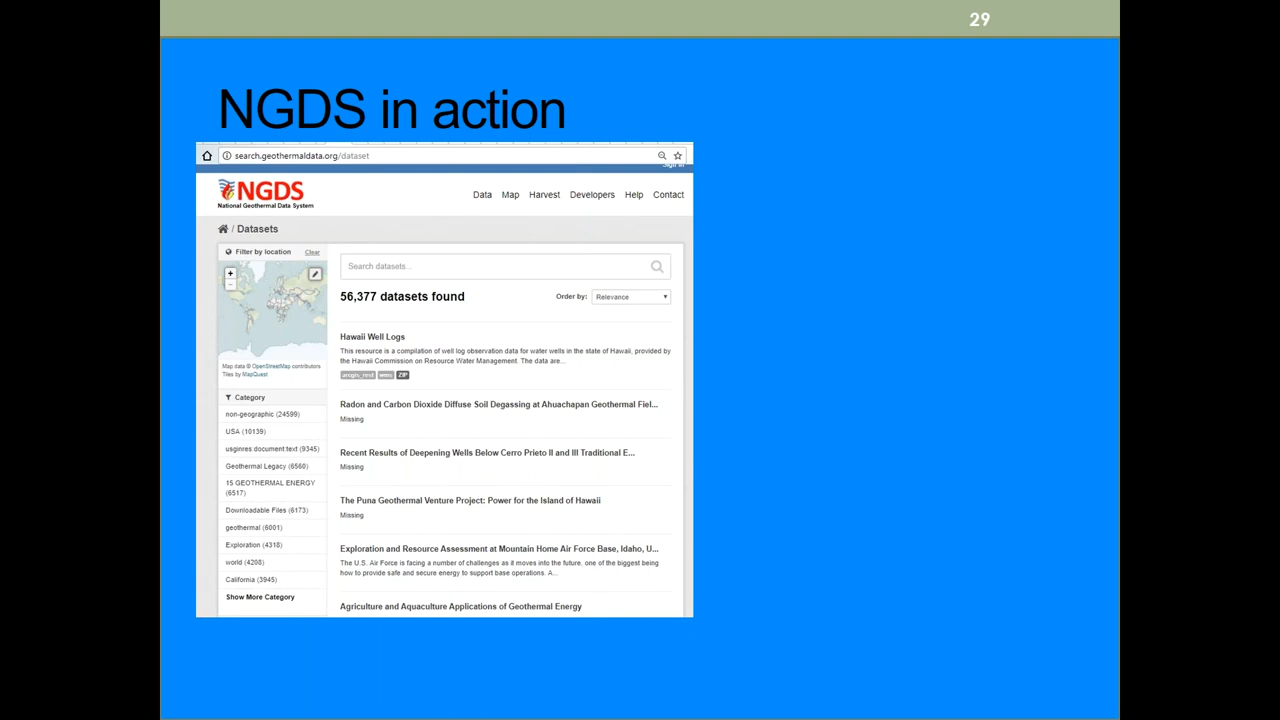 29
NGDS in action
search.geothermaldata.org/dataset
Sign in
NGDS
National Geothermal Data System
Data Map Harvest Developers Help Contact
/ Datasets
Filter by location Clear
+
-
Map data © OpenStreetMap contributors
Tiles by MapQuest
Category
non-geographic (24599)
USA (10139)
usginres:document:text (9345)
Geothermal Legacy (6560)
15 GEOTHERMAL ENERGY
(6517)
Downloadable Files (6173)
geothermal (6001)
Exploration (4318)
world (4208)
California (3945)
Show More Category
Search datasets...
56,377 datasets found
Order by: Relevance
Hawaii Well Logs
This resource is a compilation of well log observation data for water wells in the state of Hawaii, provided by
the Hawaii Commission on Resource Water Management. The data are...
arcgis_rest wms ZIP
Radon and Carbon Dioxide Diffuse Soil Degassing at Ahuachapan Geothermal Fiel...
Missing
Recent Results of Deepening Wells Below Cerro Prieto II and III Traditional E...
Missing
The Puna Geothermal Venture Project: Power for the Island of Hawaii
Missing
Exploration and Resource Assessment at Mountain Home Air Force Base, Idaho, U...
The U.S. Air Force is facing a number of challenges as it moves into the future, one of the biggest being
how to provide safe and secure energy to support base operations. A...
Agriculture and Aquaculture Applications of Geothermal Energy